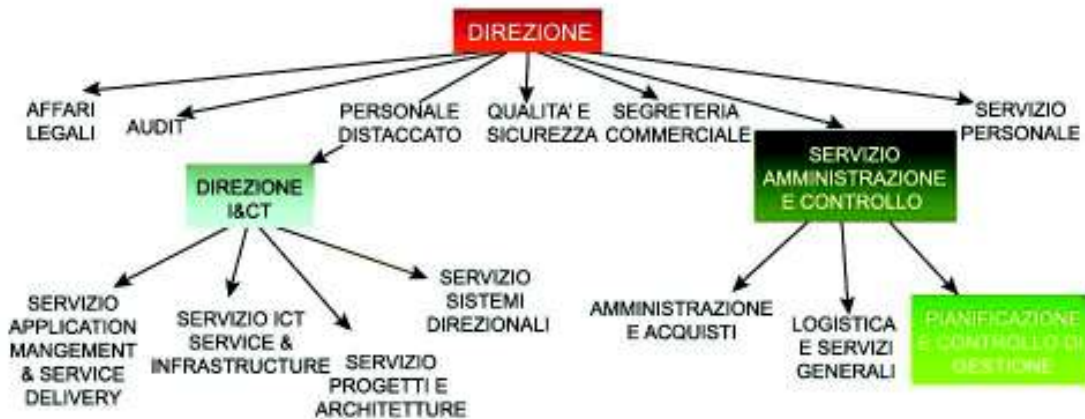 DIREZIONE
AFFARI
LEGALI
AUDIT
PERSONALE
DISTACCATO
QUALITA' E
SICUREZZA
SEGRETERIA
COMMERCIALE
SERVIZIO
PERSONALE
DIREZIONE
I&CT
SERVIZIO
AMMINISTRAZIONE
E CONTROLLO
SERVIZIO
APPLICATION
MANGEMENT
& SERVICE
DELIVERY
SERVIZIO ICT
SERVICE &
INFRASTRUCTURE
SERVIZIO
PROGETTI E
ARCHITETTURE
SERVIZIO
SISTEMI
DIREZIONALI
AMMINISTRAZIONE
E ACQUISTI
LOGISTICA
E SERVIZI
GENERALI
PIANIFICAZIONE
E CONTROLLO DI
GESTIONE